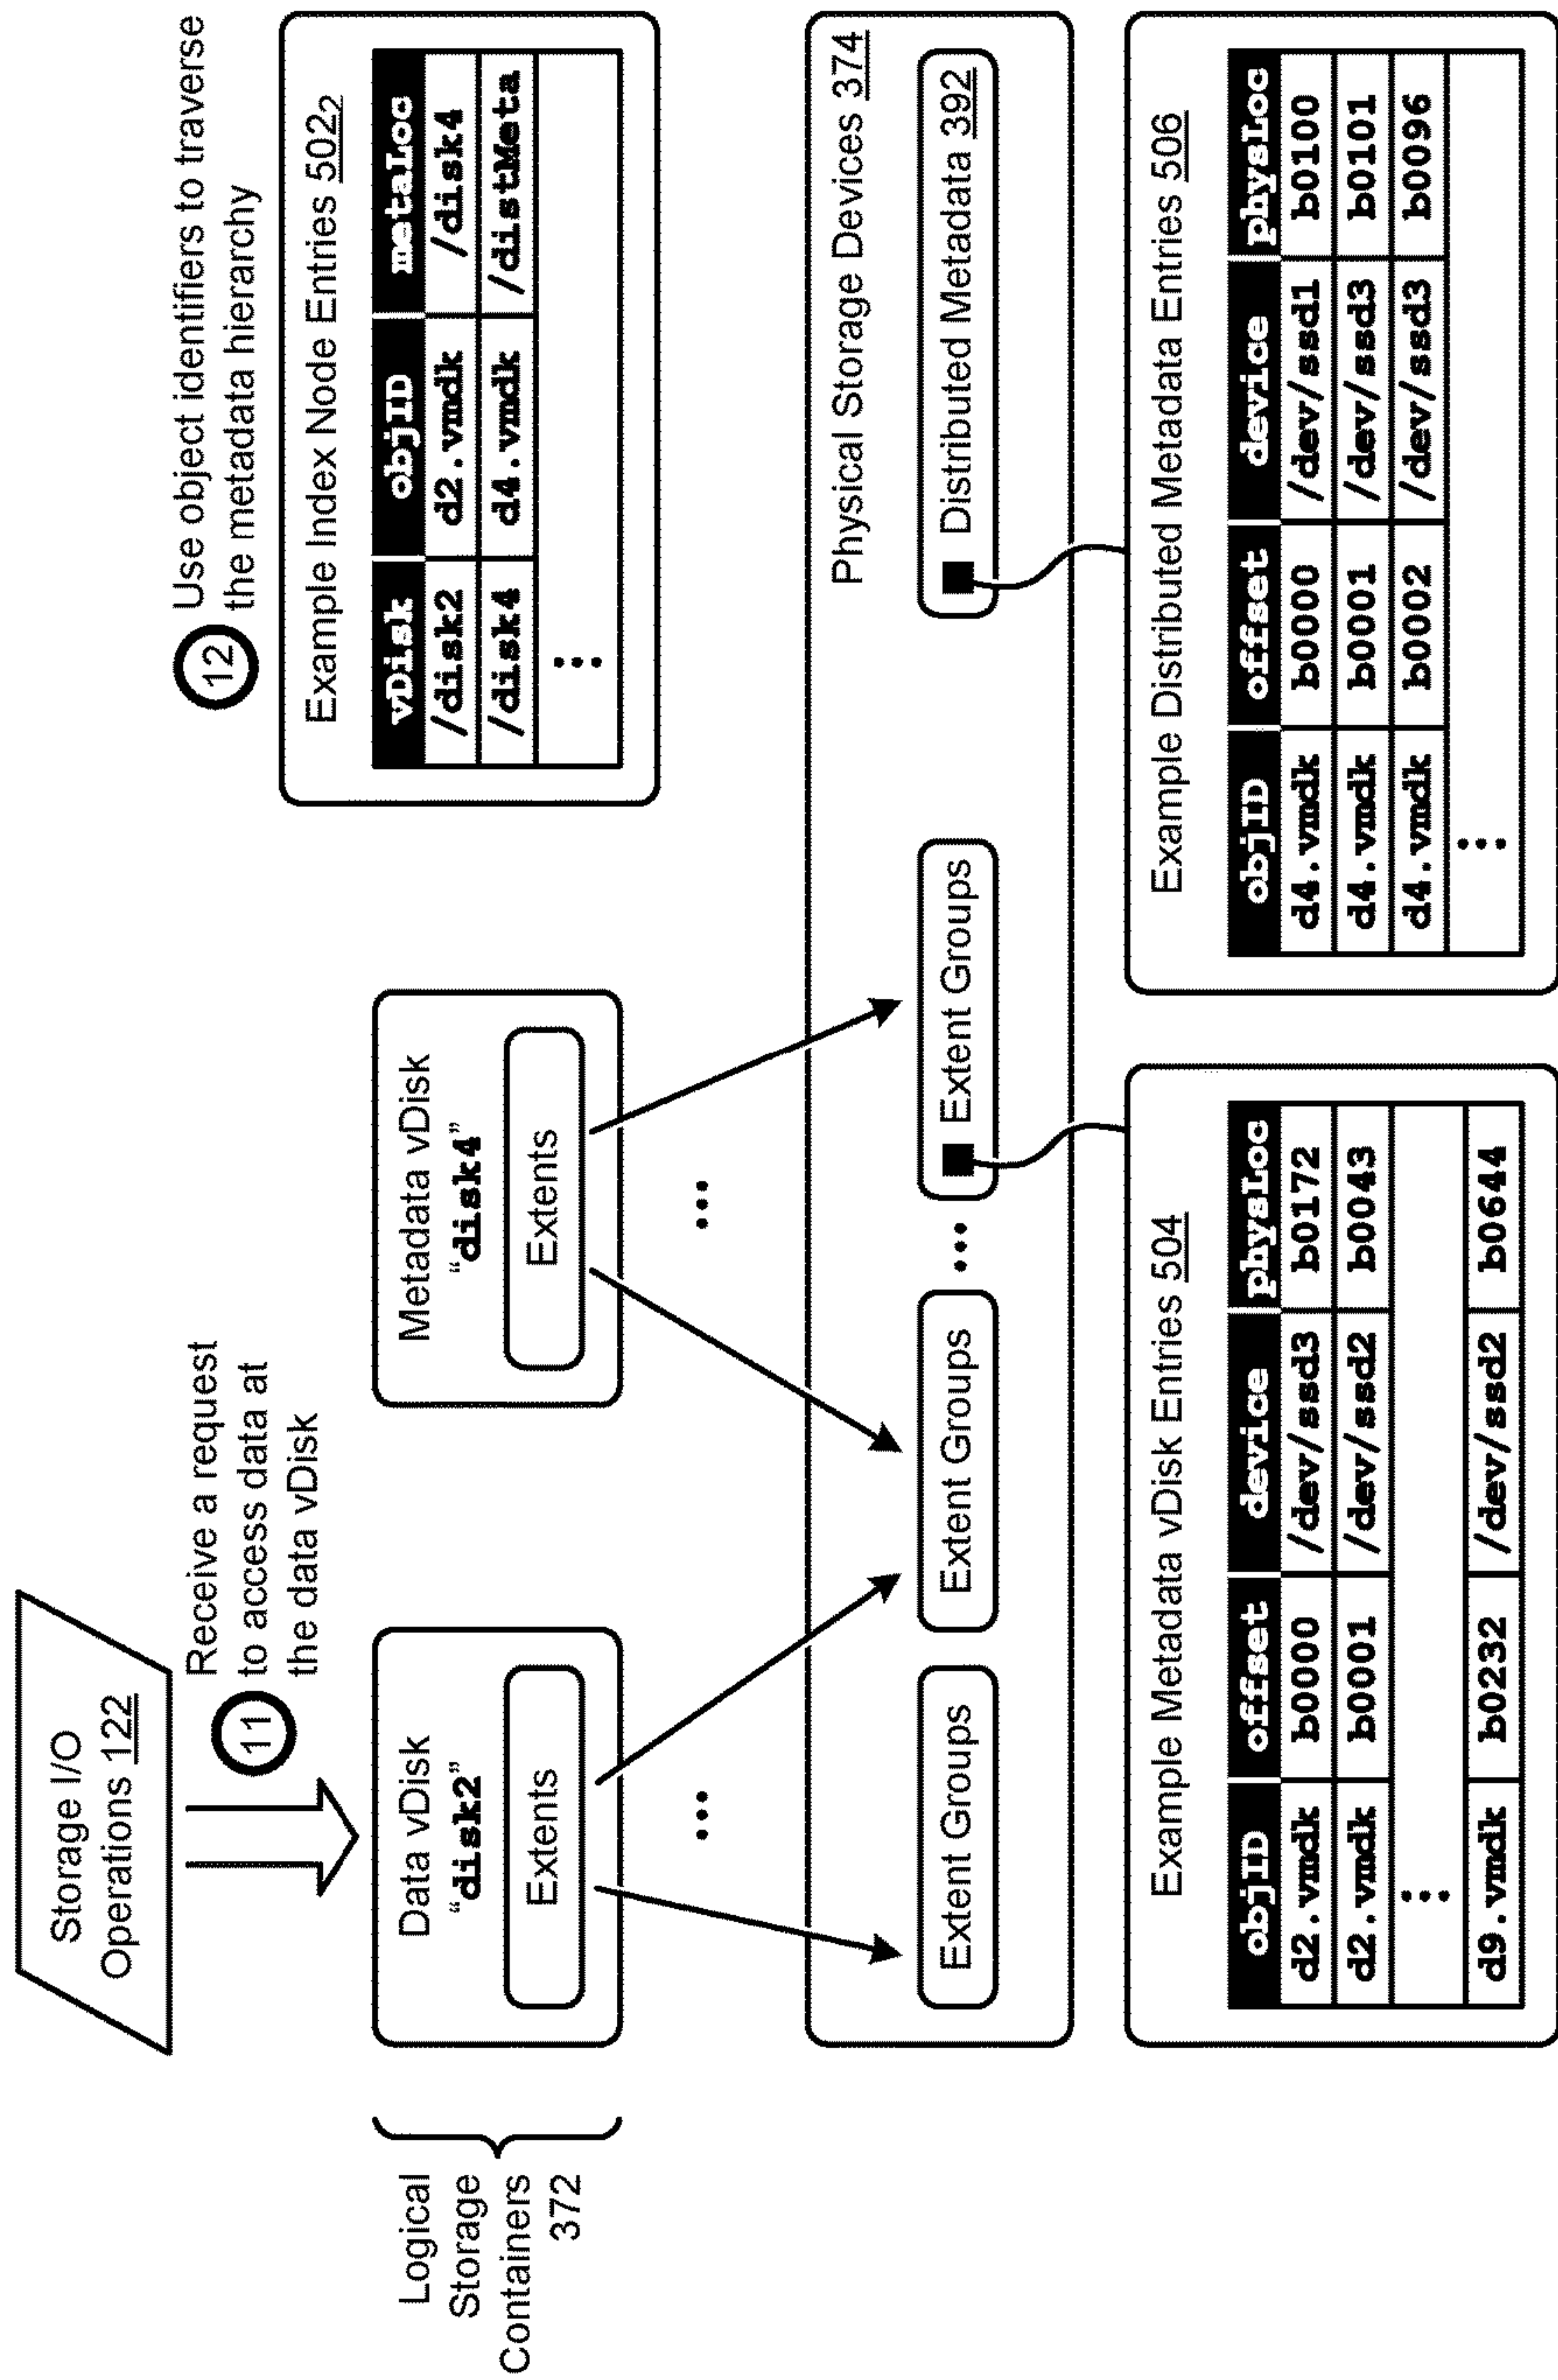 Storage I/O
Operations 122
11
Receive a request
to access data at
the data vDisk
12
Use object identifiers to traverse
the metadata hierarchy
Logical
Storage
Containers
372
Data vDisk
“disk2”
Extents
...
Metadata vDisk
“disk4”
Extents
...
Example Index Node Entries 502₂
vDisk objID metaLoc
/disk2 d2.vmdk /disk4
/disk4 d4.vmdk /distMeta
⋮
Physical Storage Devices 374
Extent Groups
Extent Groups
...
Extent Groups
Distributed Metadata 392
Example Metadata vDisk Entries 504
objID offset device physLoc
d2.vmdk b0000 /dev/ssd3 b0172
d2.vmdk b0001 /dev/ssd2 b0043
⋮
d9.vmdk b0232 /dev/ssd2 b0644
Example Distributed Metadata Entries 506
objID offset device physLoc
d4.vmdk b0000 /dev/ssd1 b0100
d4.vmdk b0001 /dev/ssd3 b0101
d4.vmdk b0002 /dev/ssd3 b0096
⋮